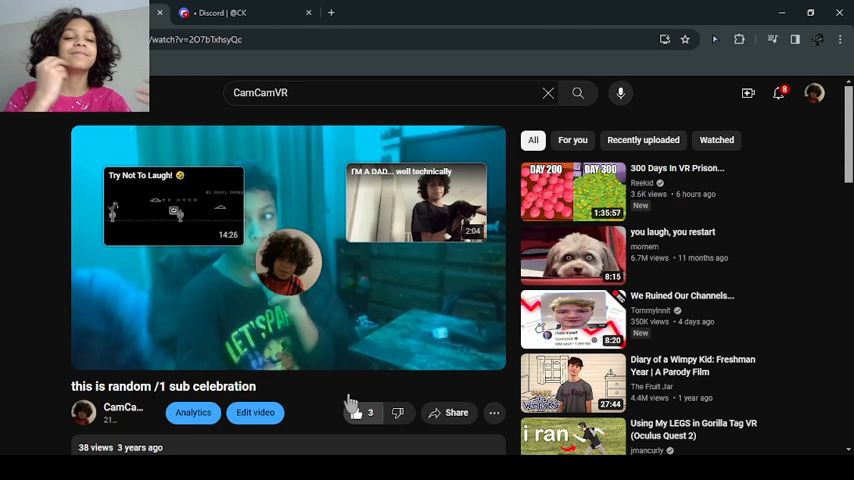 • Discord | @CK
/watch?v=2O7bTxhsyQc
CamCamVR
8
Try Not To Laugh! 🤣
14:26
I'M A DAD... well technically
2:04
LET'S PA
this is random /1 sub celebration
CamCa...
21...
Analytics
Edit video
3
Share
38 views 3 years ago
All
For you
Recently uploaded
Watched
DAY 200
DAY 300
1:35:57
300 Days In VR Prison...
Reekid
3.6K views • 6 hours ago
New
8:15
you laugh, you restart
momem
6.7M views • 11 months ago
8:20
We Ruined Our Channels...
TommyInnit
350K views • 4 days ago
New
27:44
Diary of a Wimpy Kid: Freshman
Year | A Parody Film
The Fruit Jar
4.4M views • 1 year ago
i ran
Using My LEGS in Gorilla Tag VR
(Oculus Quest 2)
jmancurly